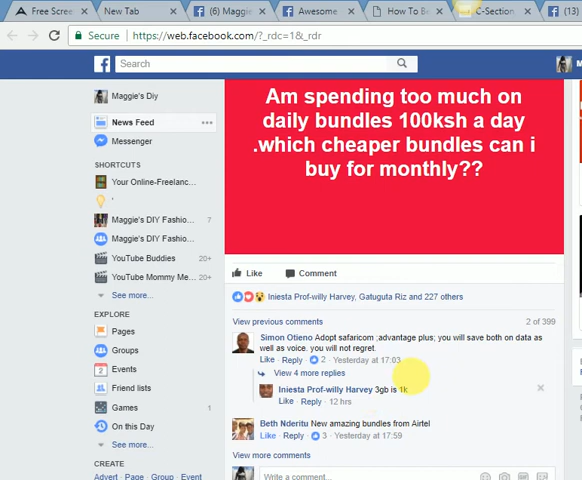 Free Scree
New Tab
(6) Maggie
Awesome
How To Be
C-Section
(13)
Secure
https://web.facebook.com/?_rdc=1&_rdr
Search
Maggie's Diy
News Feed
Messenger
SHORTCUTS
Your Online-Freelanc...
'
Maggie's DIY Fashio... 7
Maggie's DIY Fashio...
YouTube Buddies 20+
YouTube Mommy Me... 20+
See more...
EXPLORE
Pages
Groups
Events 2
Friend lists
Games 1
On this Day
See more...
CREATE
Advert · Page · Group · Event
Am spending too much on
daily bundles 100ksh a day
.which cheaper bundles can i
buy for monthly??
Like Comment
Iniesta Prof-willy Harvey, Gatuguta Riz and 227 others
View previous comments 2 of 399
Simon Otieno Adopt safaricom ;advantage plus; you will save both on data as
well as voice. you will not regret.
Like · Reply · 2 · Yesterday at 17:03
View 4 more replies
Iniesta Prof-willy Harvey 3gb is 1k
Like · Reply · 12 hrs
Beth Nderitu New amazing bundles from Airtel
Like · Reply · 3 · Yesterday at 17:59
View more comments
Write a comment...